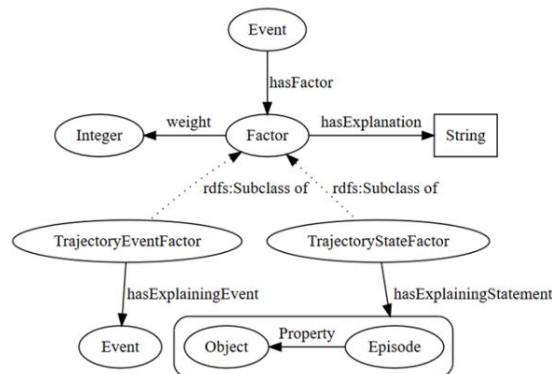 Event
hasFactor
Integer
weight
Factor
hasExplanation
String
rdfs:Subclass of
rdfs:Subclass of
TrajectoryEventFactor
TrajectoryStateFactor
hasExplainingEvent
hasExplainingStatement
Event
Object
Property
Episode